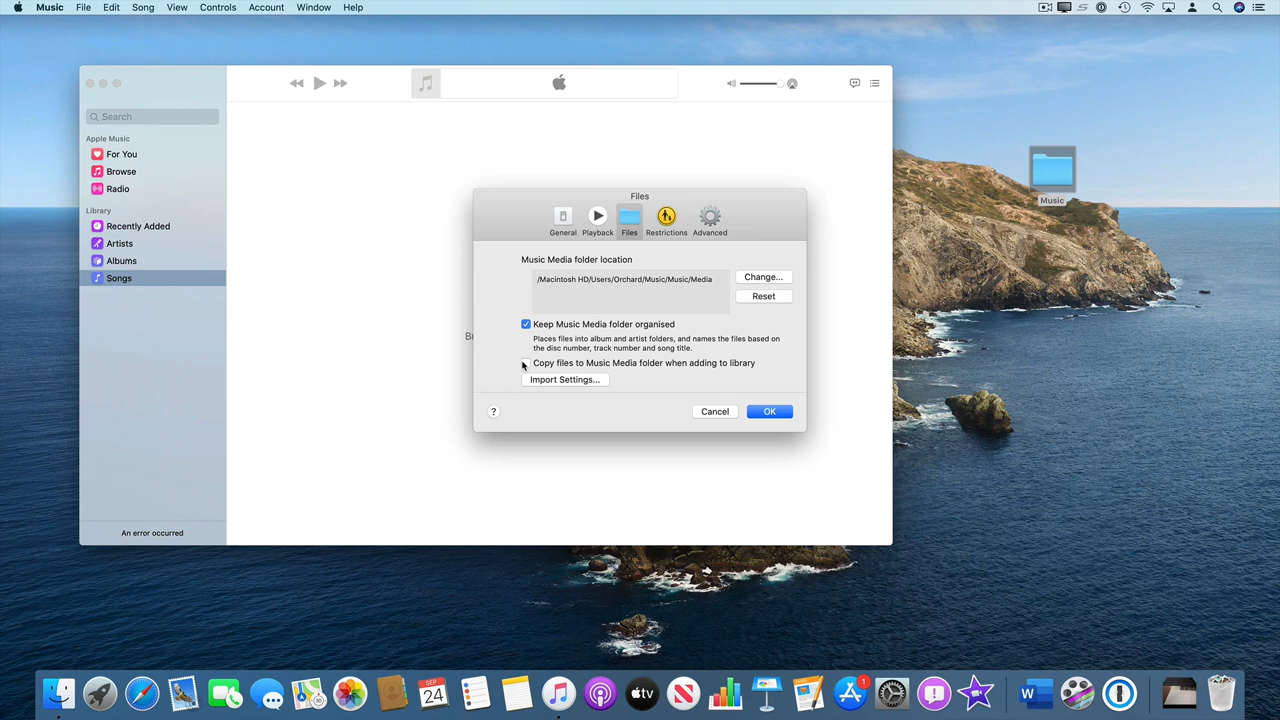 Music File Edit Song View Controls Account Window Help
Search
Apple Music
For You
Browse
Radio
Library
Recently Added
Artists
Albums
Songs
An error occurred
Files
General Playback Files Restrictions Advanced
Music Media folder location
/Macintosh HD/Users/Orchard/Music/Music/Media
Change...
Reset
Keep Music Media folder organised
Places files into album and artist folders, and names the files based on
the disc number, track number and song title.
Copy files to Music Media folder when adding to library
Import Settings...
? Cancel OK
Music
SEP
24
tv
1
W